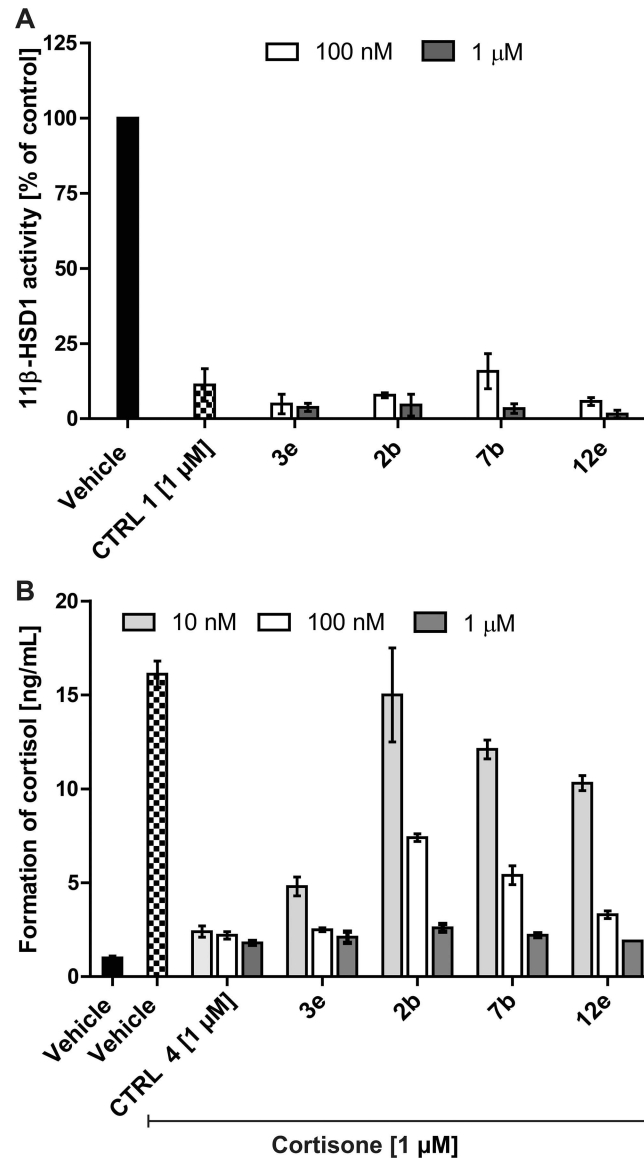 A
125
100 nM
1 µM
100
75
50
25
0
11β-HSD1 activity [% of control]
Vehicle
CTRL 1 [1 µM]
3e
2b
7b
12e
B
20
10 nM
100 nM
1 µM
15
10
5
0
Formation of cortisol [ng/mL]
Vehicle
Vehicle
CTRL 4 [1 µM]
3e
2b
7b
12e
Cortisone [1 µM]